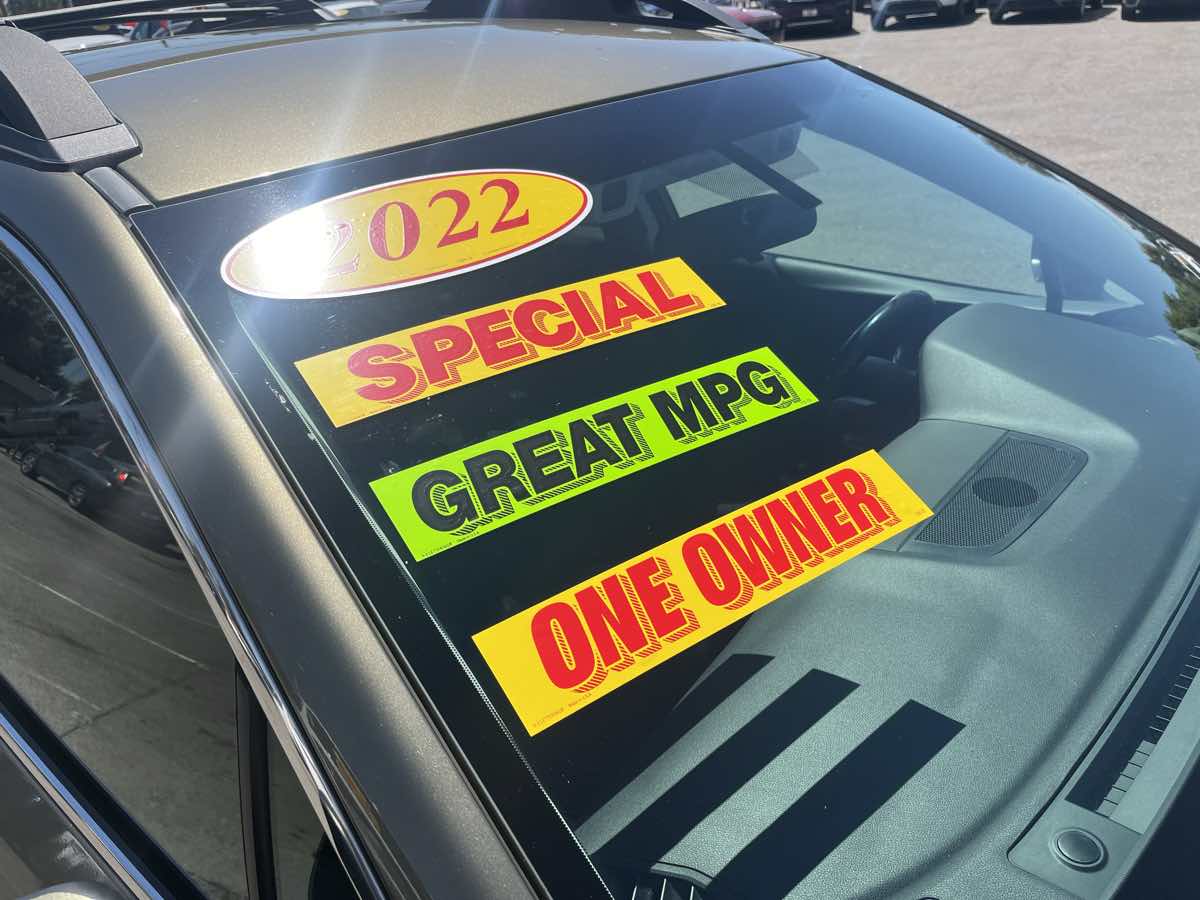 2022
SPECIAL
GREAT MPG
ONE OWNER